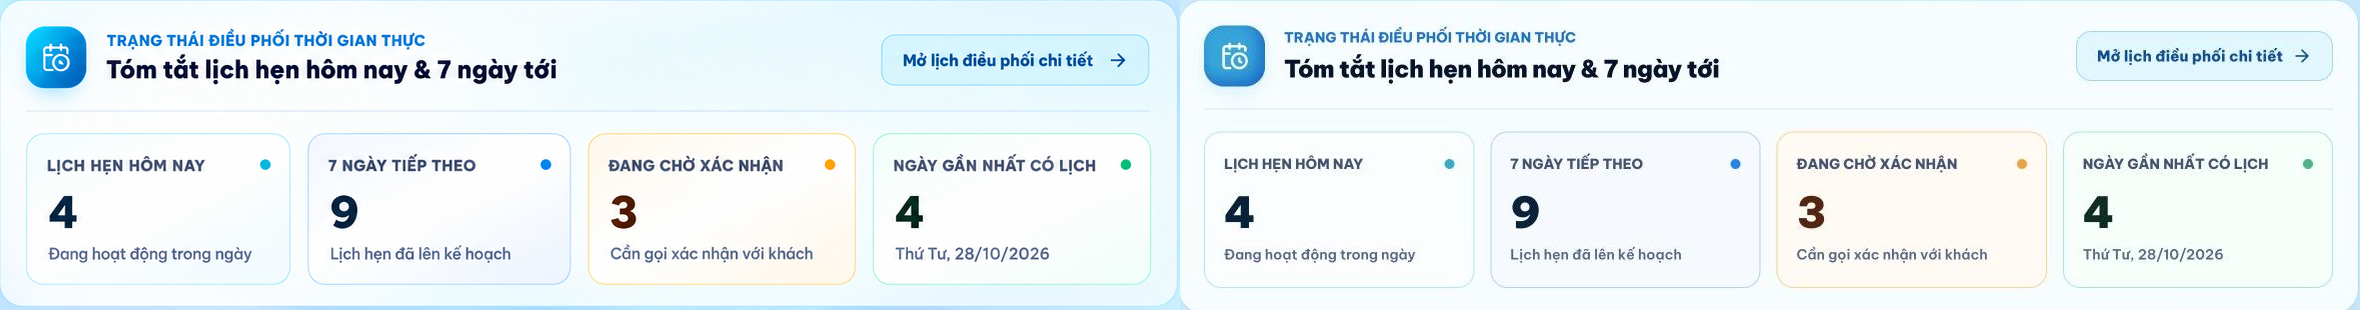 TRẠNG THÁI ĐIỀU PHỐI THỜI GIAN THỰC
Tóm tắt lịch hẹn hôm nay & 7 ngày tới
Mở lịch điều phối chi tiết →
LỊCH HẸN HÔM NAY
4
Đang hoạt động trong ngày
7 NGÀY TIẾP THEO
9
Lịch hẹn đã lên kế hoạch
ĐANG CHỜ XÁC NHẬN
3
Cần gọi xác nhận với khách
NGÀY GẦN NHẤT CÓ LỊCH
4
Thứ Tư, 28/10/2026
TRẠNG THÁI ĐIỀU PHỐI THỜI GIAN THỰC
Tóm tắt lịch hẹn hôm nay & 7 ngày tới
Mở lịch điều phối chi tiết →
LỊCH HẸN HÔM NAY
4
Đang hoạt động trong ngày
7 NGÀY TIẾP THEO
9
Lịch hẹn đã lên kế hoạch
ĐANG CHỜ XÁC NHẬN
3
Cần gọi xác nhận với khách
NGÀY GẦN NHẤT CÓ LỊCH
4
Thứ Tư, 28/10/2026